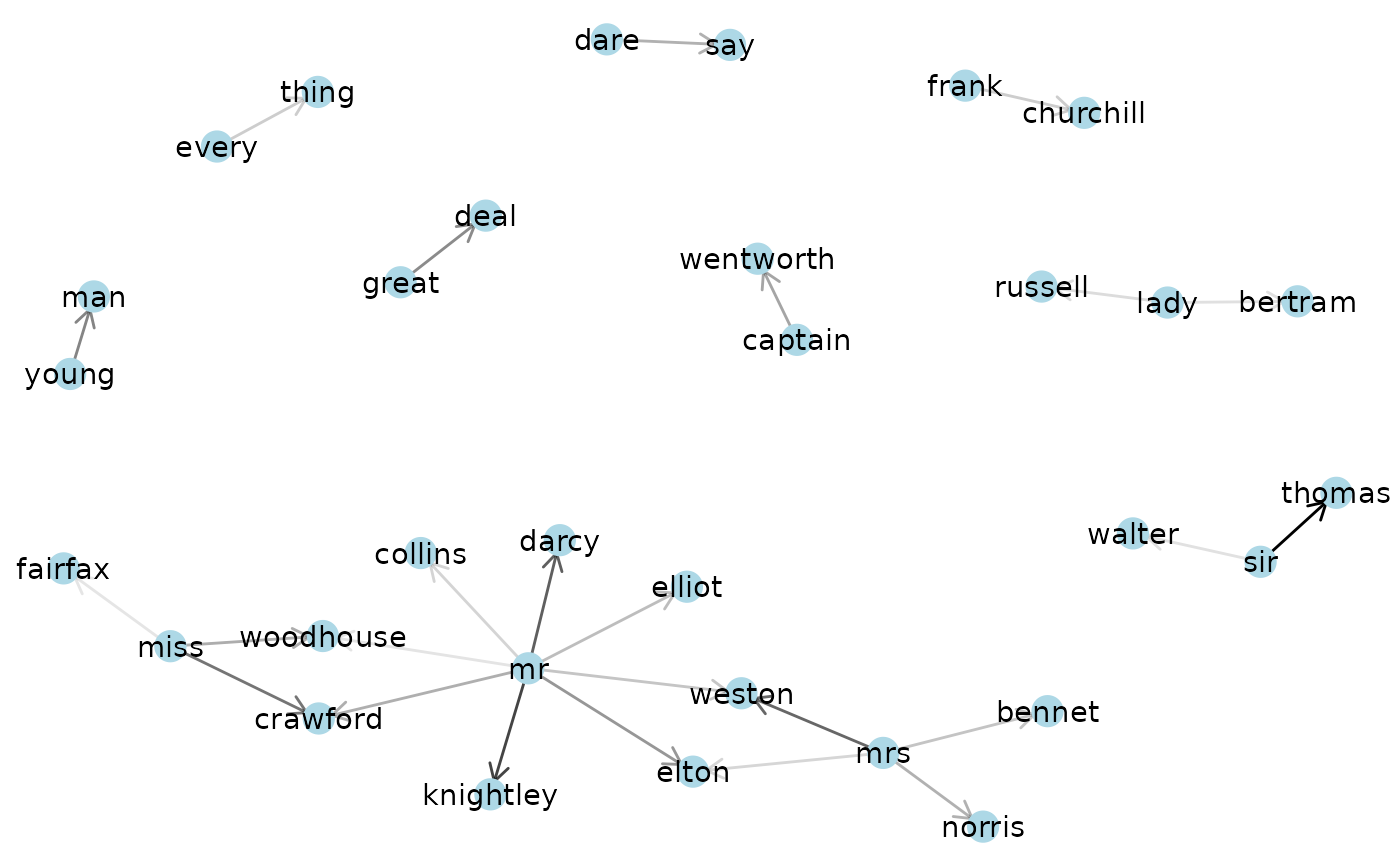 dare
say
frank
thing
churchill
every
deal
wentworth
great
russell
lady
bertram
man
captain
young
thomas
walter
collins
darcy
sir
fairfax
elliot
woodhouse
miss
mr
weston
bennet
crawford
mrs
elton
knightley
norris